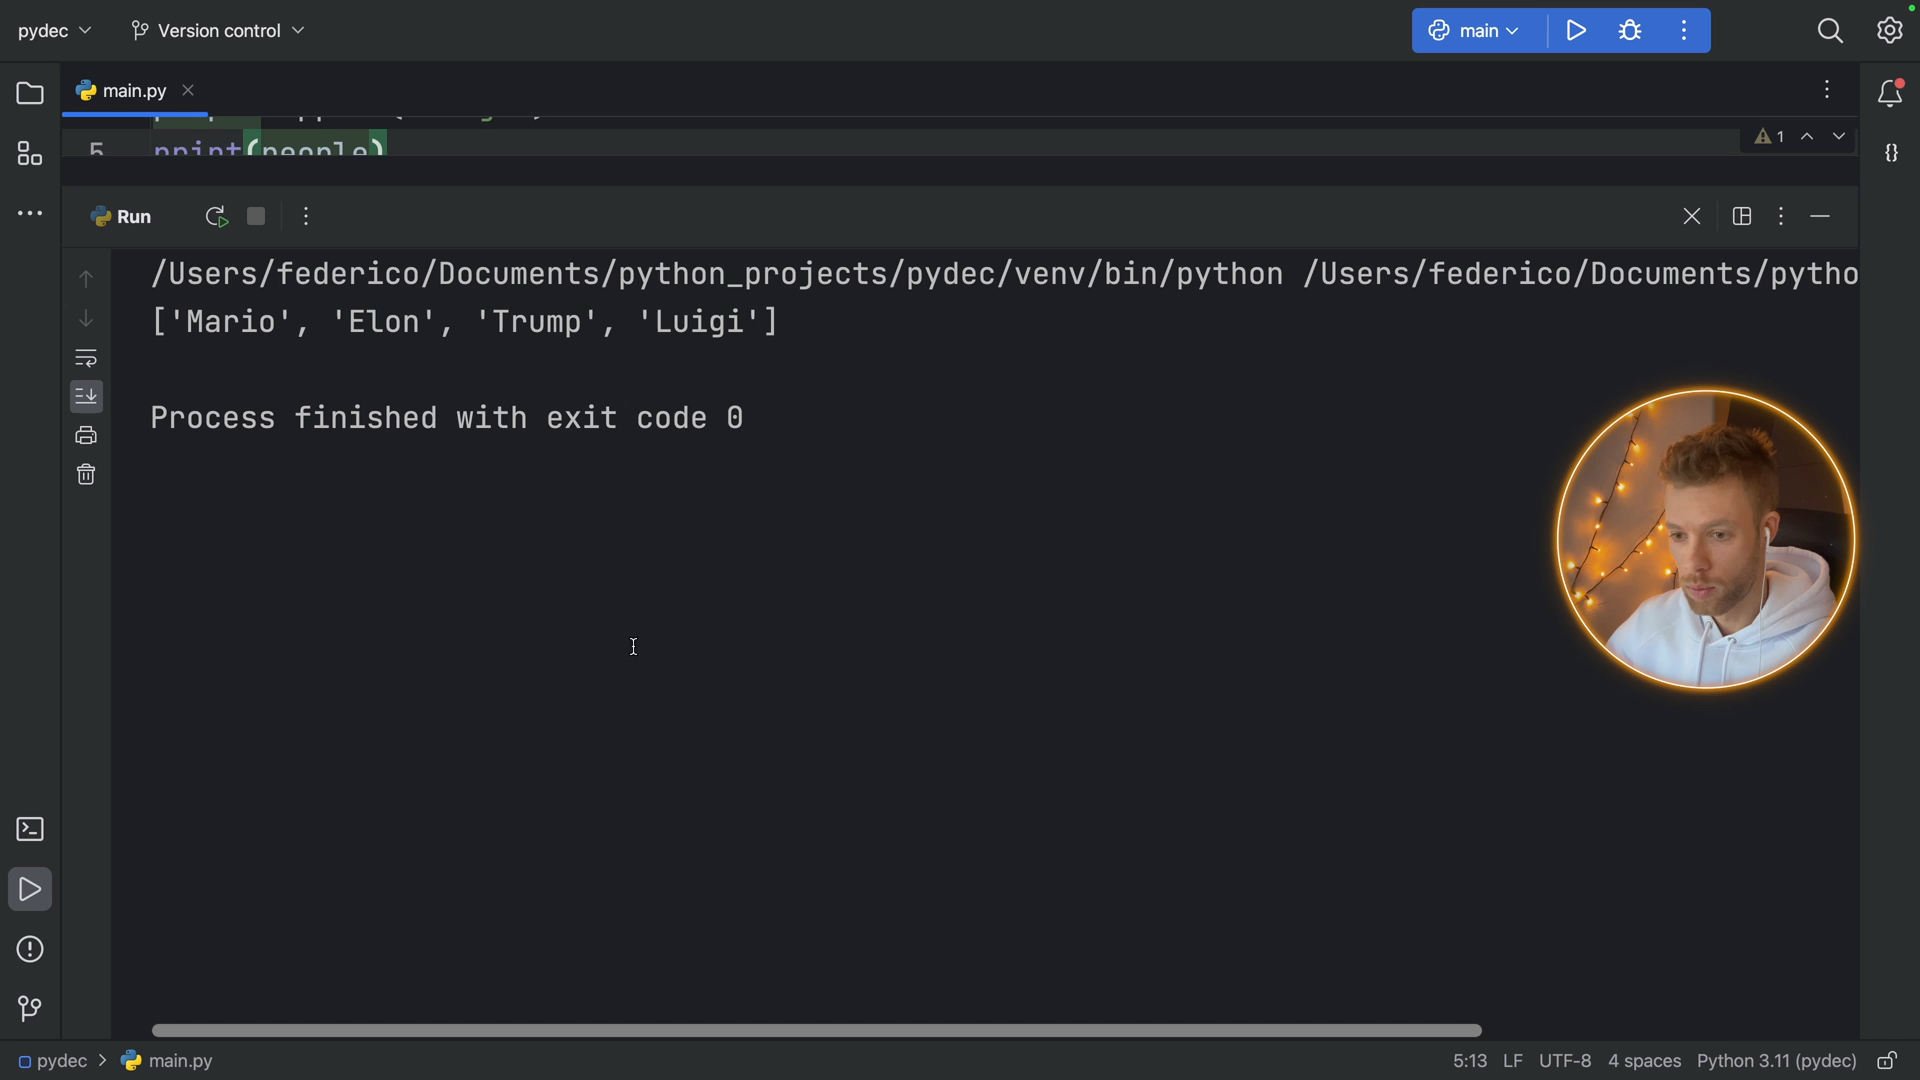 pydec
Version control
main
main.py
5 print(people)
1
Run
/Users/federico/Documents/python_projects/pydec/venv/bin/python /Users/federico/Documents/pytho
['Mario', 'Elon', 'Trump', 'Luigi']
Process finished with exit code 0
pydec > main.py
5:13 LF UTF-8 4 spaces Python 3.11 (pydec)